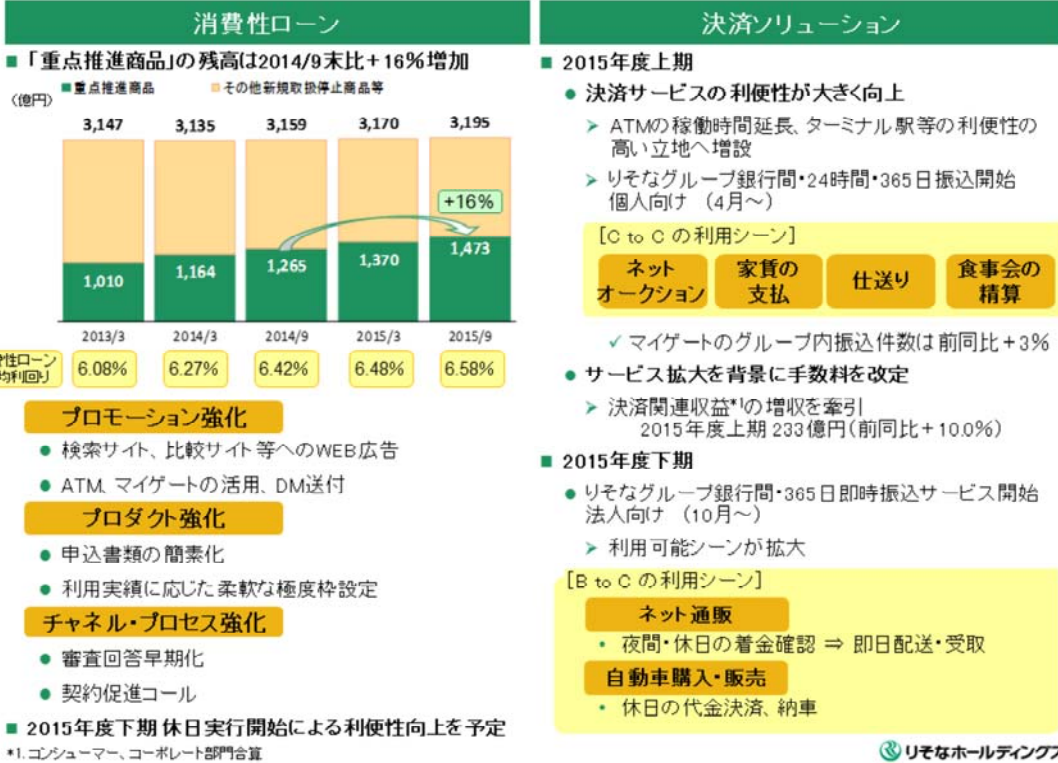 消費性ローン
■「重点推進商品」の残高は2014/9末比+16%増加
(億円) ■重点推進商品 ■その他新規取扱停止商品等
3,147 3,135 3,159 3,170 3,195
+16%
1,010 1,164 1,265 1,370 1,473
2013/3 2014/3 2014/9 2015/3 2015/9
性ローン
利回り
6.08% 6.27% 6.42% 6.48% 6.58%
プロモーション強化
● 検索サイト、比較サイト等へのWEB広告
● ATM、マイゲートの活用、DM送付
プロダクト強化
● 申込書類の簡素化
● 利用実績に応じた柔軟な極度枠設定
チャネル・プロセス強化
● 審査回答早期化
● 契約促進コール
■ 2015年度下期 休日実行開始による利便性向上を予定
*1.コンシューマー、コーポレート部門合算
決済ソリューション
■ 2015年度上期
● 決済サービスの利便性が大きく向上
➢ ATMの稼働時間延長、ターミナル駅等の利便性の
高い立地へ増設
➢ りそなグループ銀行間・24時間・365日振込開始
個人向け (4月～)
[C to C の利用シーン]
ネット
オークション
家賃の
支払
仕送り
食事会の
精算
✓ マイゲートのグループ内振込件数は前同比+3%
● サービス拡大を背景に手数料を改定
➢ 決済関連収益*1の増収を牽引
2015年度上期 233億円(前同比+10.0%)
■ 2015年度下期
● りそなグループ銀行間・365日即時振込サービス開始
法人向け (10月～)
➢ 利用可能シーンが拡大
[B to C の利用シーン]
ネット通販
・ 夜間・休日の着金確認 ⇒ 即日配送・受取
自動車購入・販売
・ 休日の代金決済、納車
りそなホールディングス